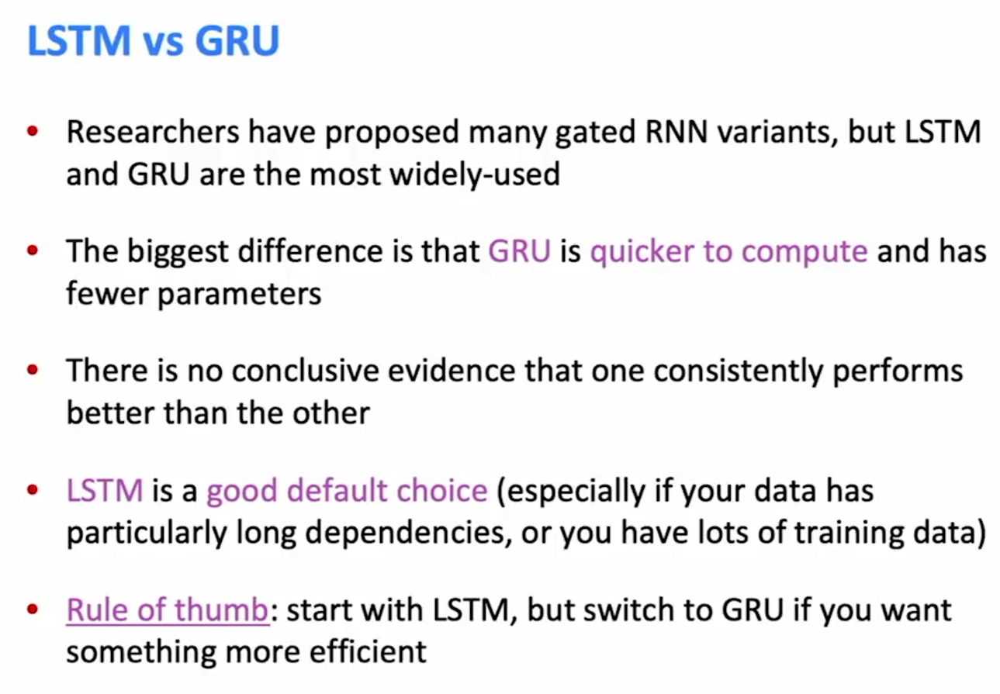 LSTM vs GRU
• Researchers have proposed many gated RNN variants, but LSTM
and GRU are the most widely-used
• The biggest difference is that GRU is quicker to compute and has
fewer parameters
• There is no conclusive evidence that one consistently performs
better than the other
• LSTM is a good default choice (especially if your data has
particularly long dependencies, or you have lots of training data)
• Rule of thumb: start with LSTM, but switch to GRU if you want
something more efficient